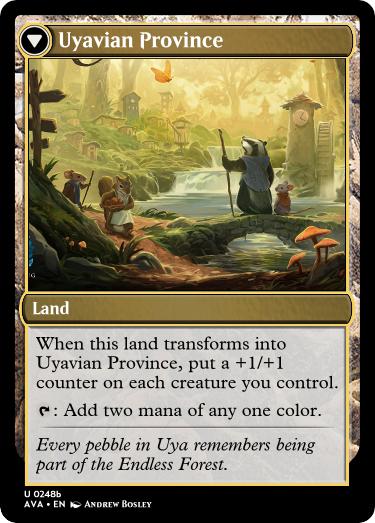 Uyavian Province
Land
When this land transforms into
Uyavian Province, put a +1/+1
counter on each creature you control.
: Add two mana of any one color.
Every pebble in Uya remembers being
part of the Endless Forest.
U 0248b
AVA • EN Andrew Bosley